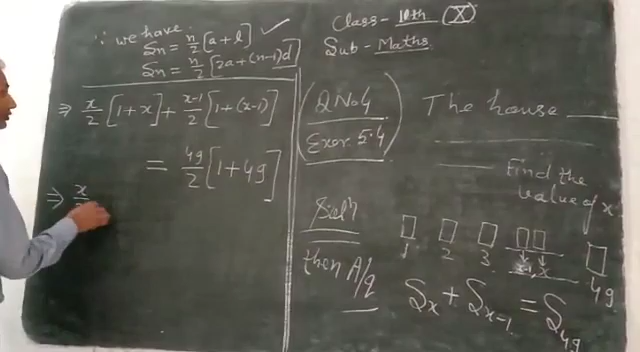 ∵ we have.
Sn = n/2 [a + l] ✓
Sn = n/2 [2a + (n-1)d]
⇒ x/2 [1+x] + x-1/2 [1+(x-1)]
= 49/2 [1+49]
⇒ x
Class - 10th (X)
Sub - Maths
(Q No 4
Exer. 5.4)
The house ___
Find the
value of x
Soln
1 2 3 x-1 x 49
then A/q
Sx + Sx-1 = S49